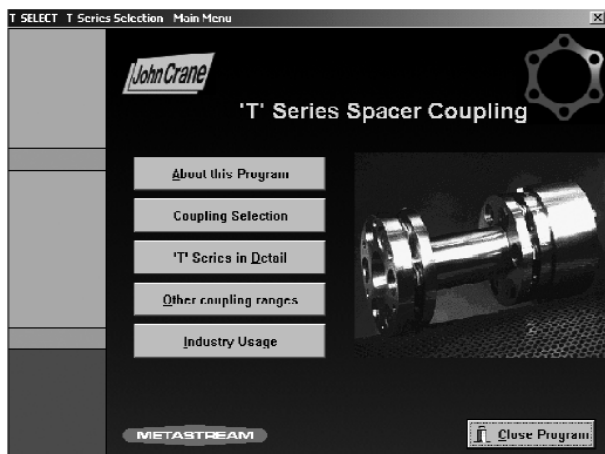 T SELECT T Series Selection Main Menu
John Crane
'T' Series Spacer Coupling
About this Program
Coupling Selection
'T' Series in Detail
Other coupling ranges
Industry Usage
METASTREAM
Close Program